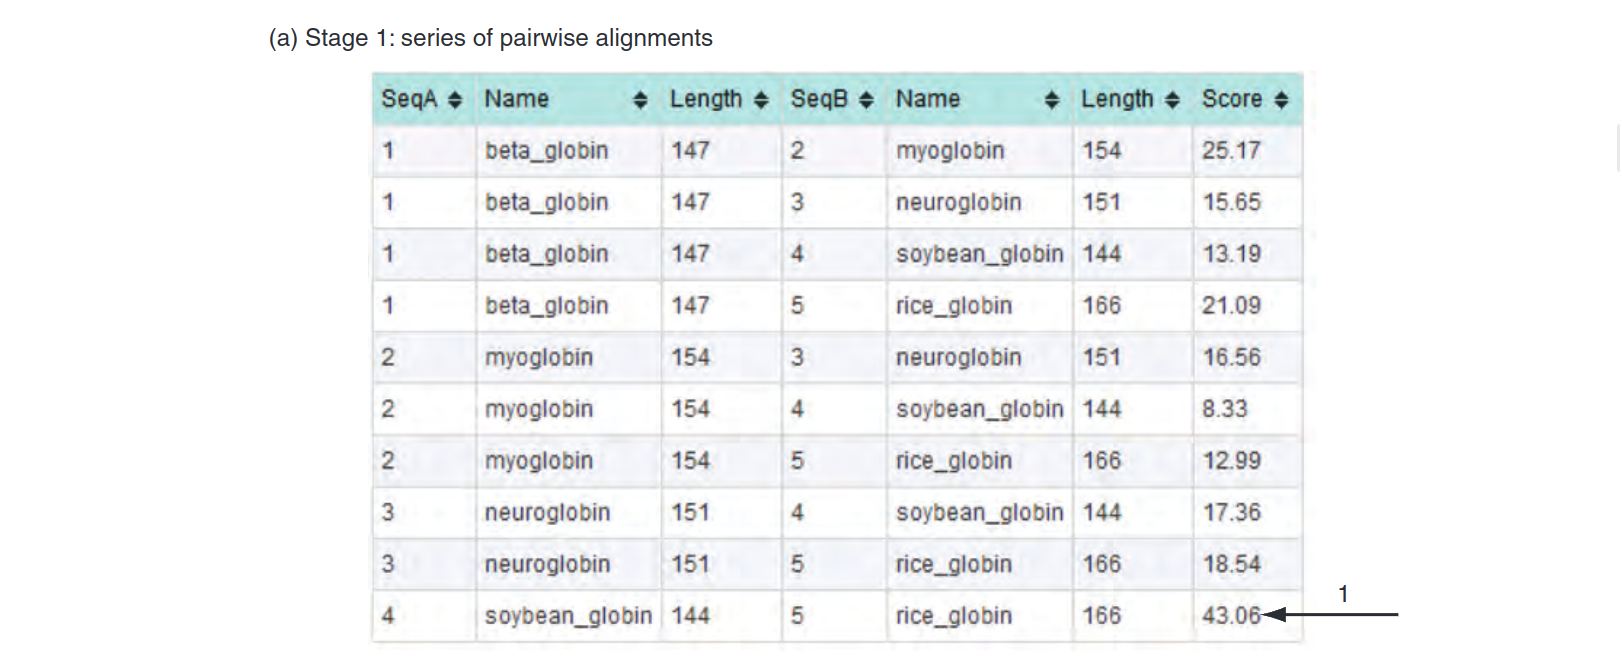 (a) Stage 1: series of pairwise alignments
SeqA Name Length SeqB Name Length Score
1 beta_globin 147 2 myoglobin 154 25.17
1 beta_globin 147 3 neuroglobin 151 15.65
1 beta_globin 147 4 soybean_globin 144 13.19
1 beta_globin 147 5 rice_globin 166 21.09
2 myoglobin 154 3 neuroglobin 151 16.56
2 myoglobin 154 4 soybean_globin 144 8.33
2 myoglobin 154 5 rice_globin 166 12.99
3 neuroglobin 151 4 soybean_globin 144 17.36
3 neuroglobin 151 5 rice_globin 166 18.54
4 soybean_globin 144 5 rice_globin 166 43.06 1